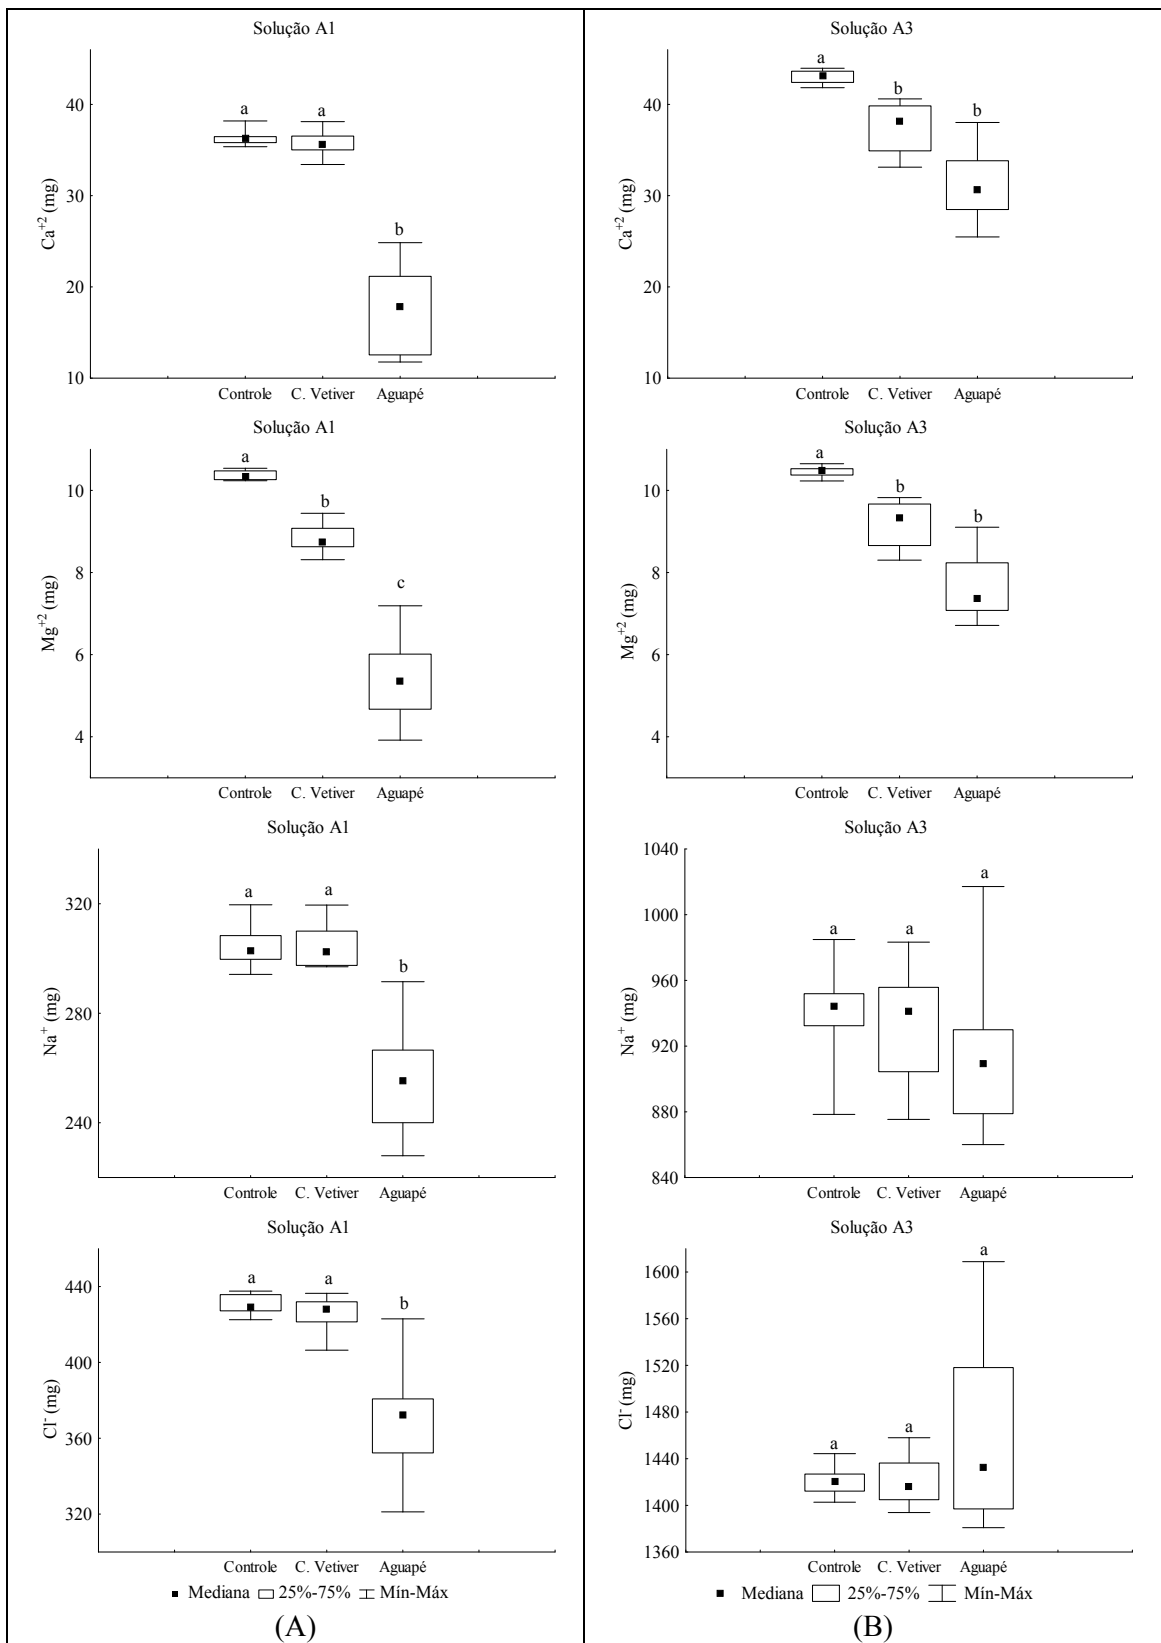 Solução A1
a
a
b
40
30
20
10
Ca+2 (mg)
Controle C. Vetiver Aguapé
Solução A1
a
b
c
10
8
6
4
Mg+2 (mg)
Controle C. Vetiver Aguapé
Solução A1
a
a
b
320
280
240
Na+ (mg)
Controle C. Vetiver Aguapé
Solução A1
a
a
b
440
400
360
320
Cl- (mg)
Controle C. Vetiver Aguapé
Mediana 25%-75% Mín-Máx
(A)
Solução A3
a
b
b
40
30
20
10
Ca+2 (mg)
Controle C. Vetiver Aguapé
Solução A3
a
b
b
10
8
6
4
Mg+2 (mg)
Controle C. Vetiver Aguapé
Solução A3
a
a
a
1040
1000
960
920
880
840
Na+ (mg)
Controle C. Vetiver Aguapé
Solução A3
a
a
a
1600
1560
1520
1480
1440
1400
1360
Cl- (mg)
Controle C. Vetiver Aguapé
Mediana 25%-75% Mín-Máx
(B)